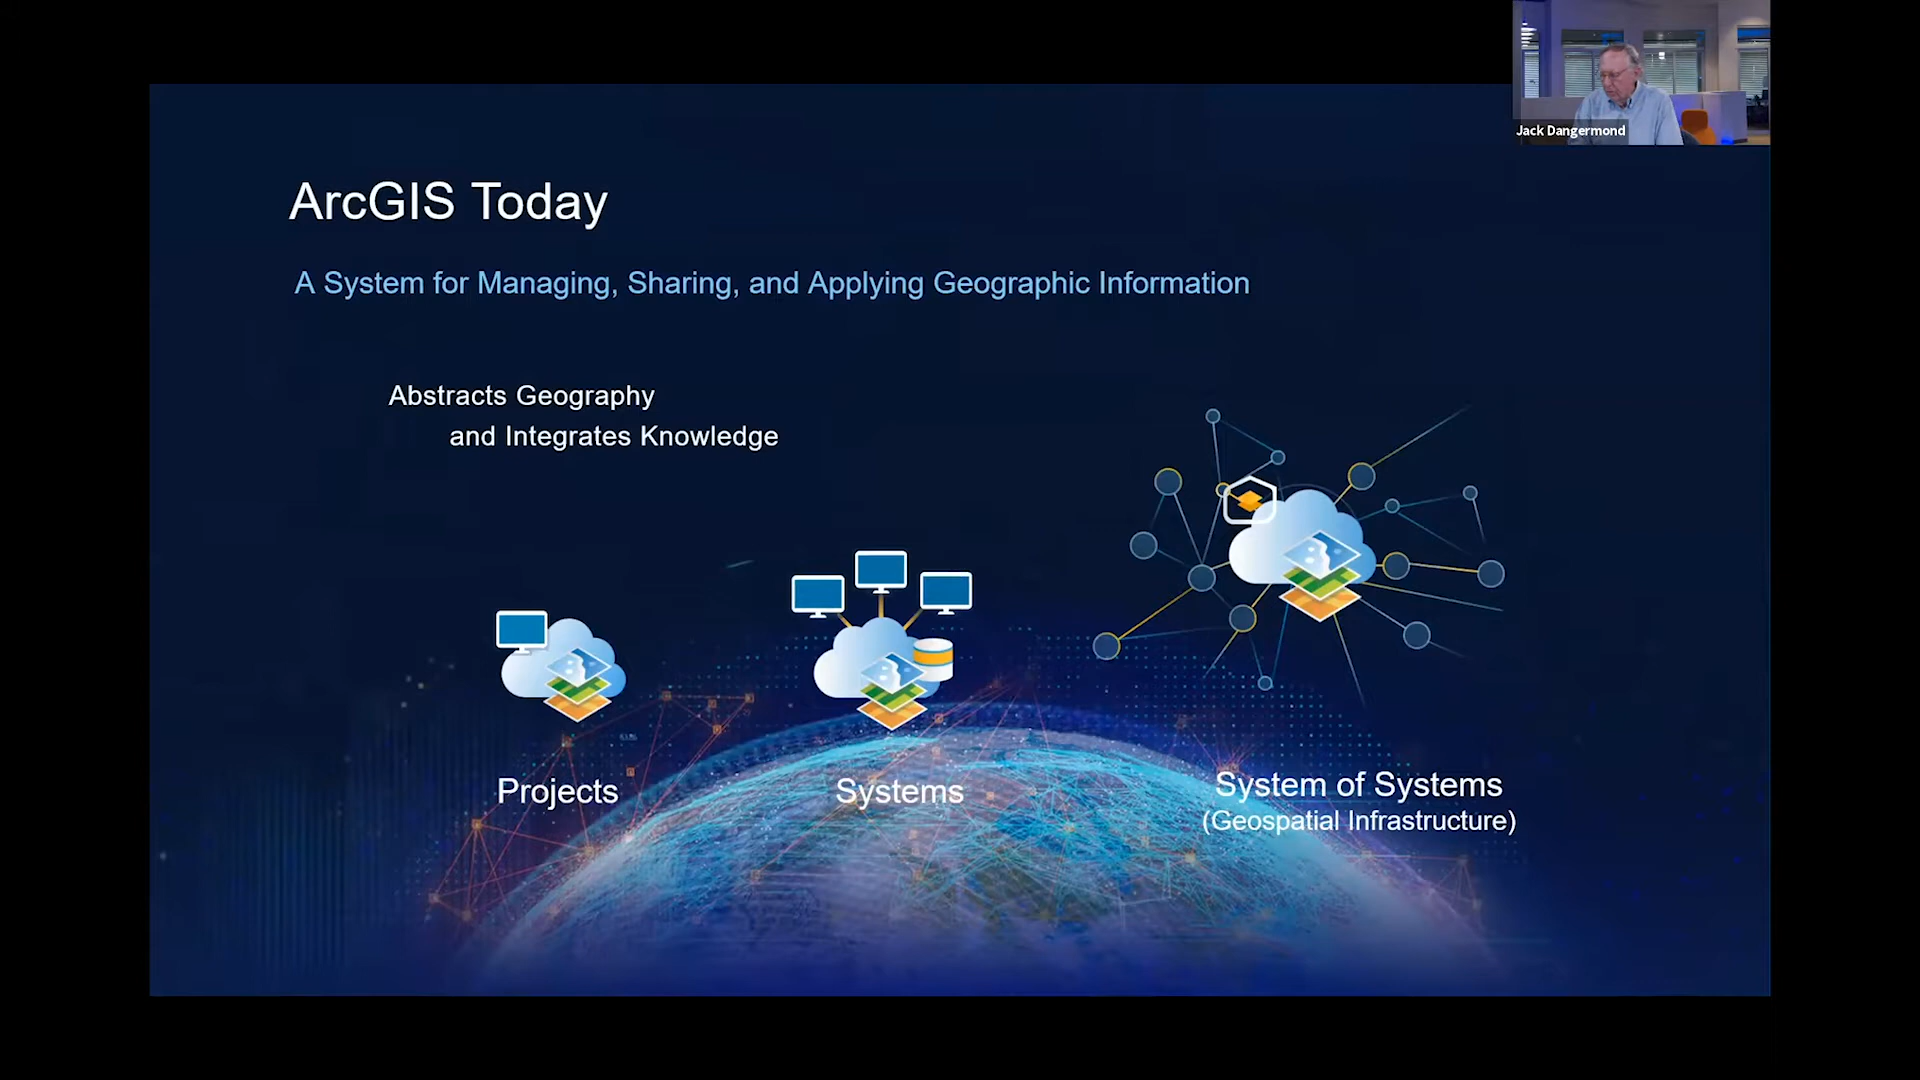 Jack Dangermond
ArcGIS Today
A System for Managing, Sharing, and Applying Geographic Information
Abstracts Geography
and Integrates Knowledge
Projects
Systems
System of Systems
(Geospatial Infrastructure)